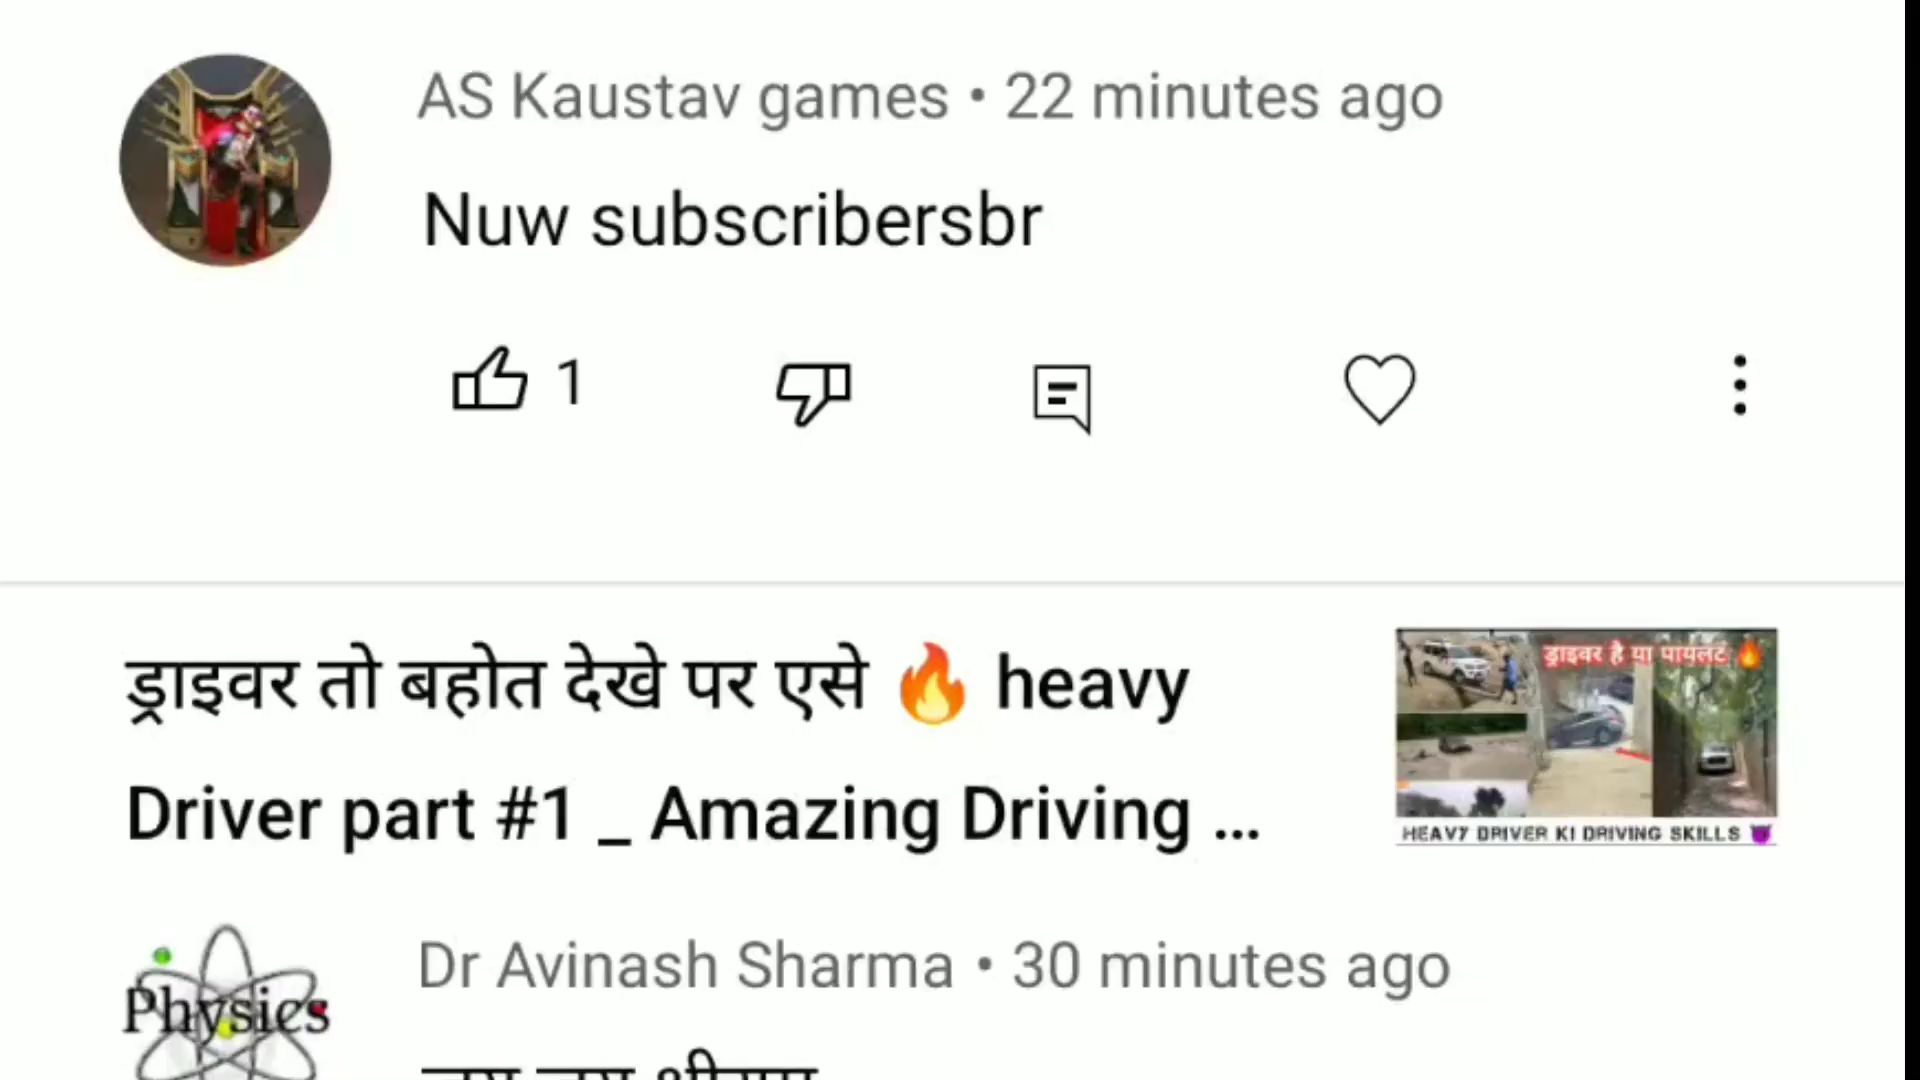 AS Kaustav games • 22 minutes ago
Nuw subscribersbr
1
ड्राइवर तो बहोत देखे पर एसे 🔥 heavy
Driver part #1 _ Amazing Driving ...
ड्राइवर है या पायलट 🔥
HEAVY DRIVER KI DRIVING SKILLS 😈
Dr Avinash Sharma • 30 minutes ago
Physics